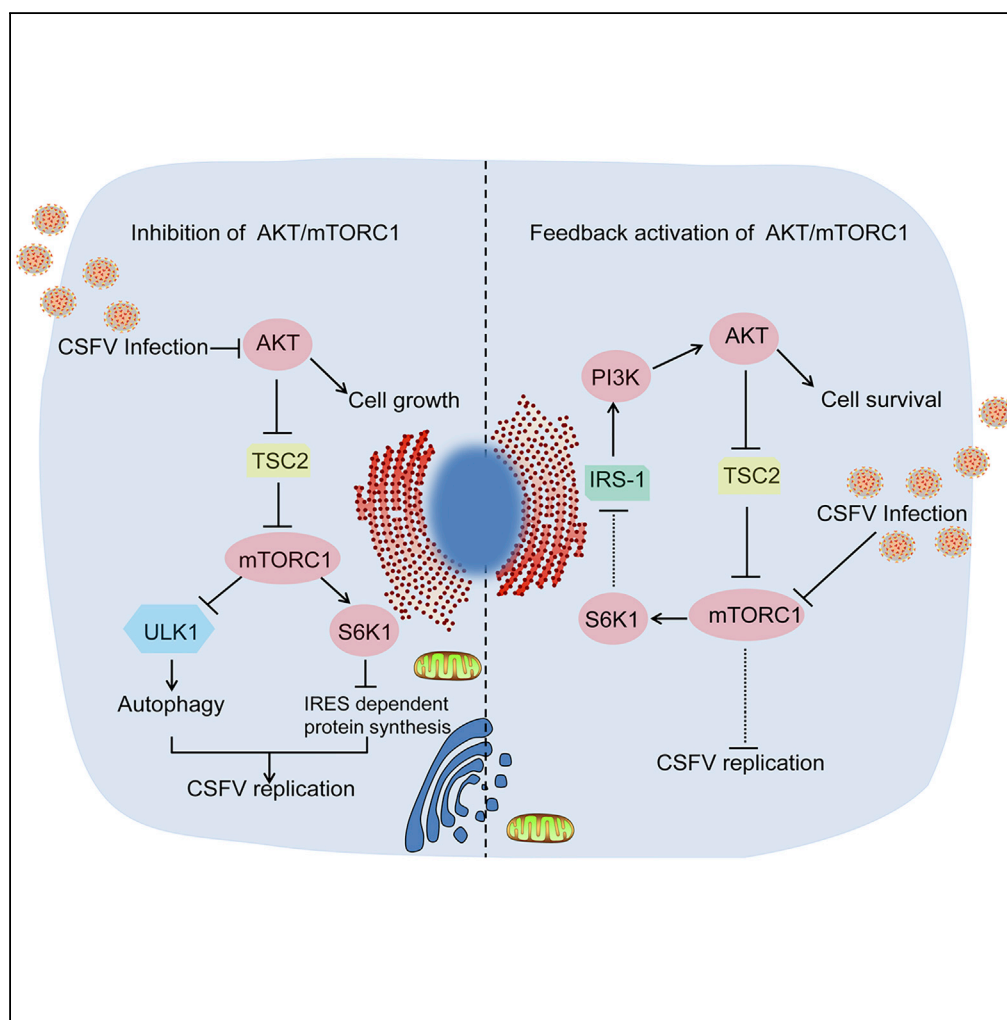 Inhibition of AKT/mTORC1
CSFV Infection
AKT
Cell growth
TSC2
mTORC1
ULK1
S6K1
Autophagy
IRES dependent
protein synthesis
CSFV replication
Feedback activation of AKT/mTORC1
AKT
PI3K
Cell survival
IRS-1
TSC2
CSFV Infection
S6K1
mTORC1
CSFV replication